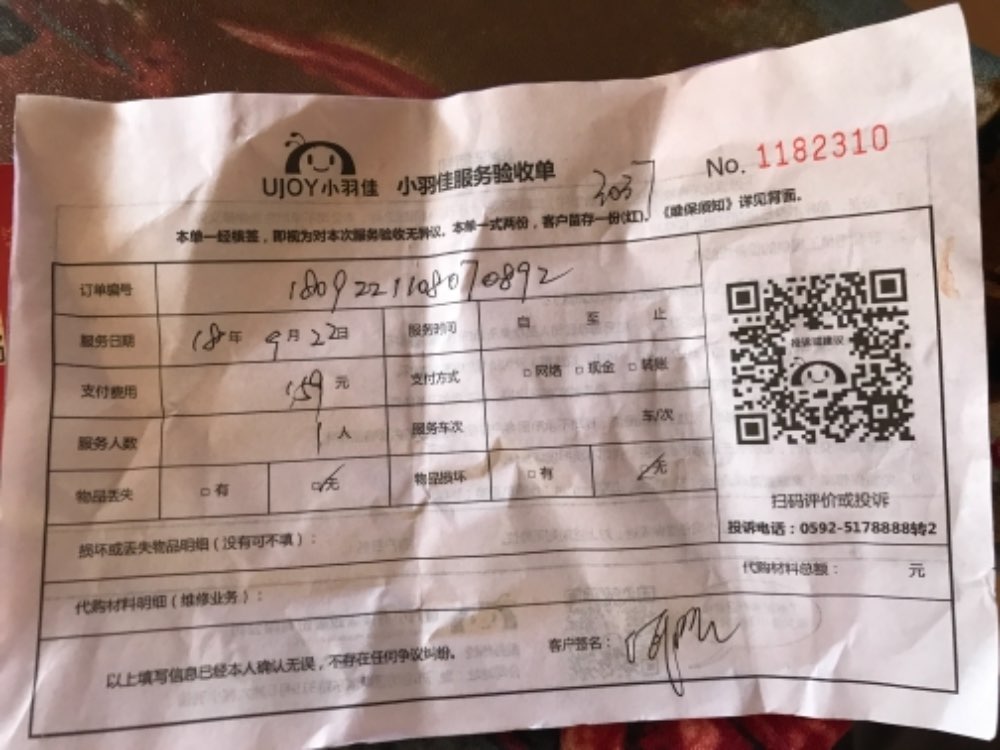 No. 1182310
UJOY小羽佳 小羽佳服务验收单
2037
本单一经核签，即视为对本次服务验收无异议。本单一式两份，客户留存一份(红)。《维保须知》详见背面。
订单编号 1809221108070892
服务日期 18年 9月 22日 服务时间 自 至 止
支付费用 159 元 支付方式 □网络 □现金 □转账
服务人数 1 人 服务车次 车/次
物品丢失 □有 □无 物品损坏 □有 □无
投诉或建议
扫码评价或投诉
投诉电话：0592-5178888转2
损坏或丢失物品明细（没有可不填）：
代购材料明细（维修业务）： 代购材料总额： 元
以上填写信息已经本人确认无误，不存在任何争议纠纷。 客户签名：